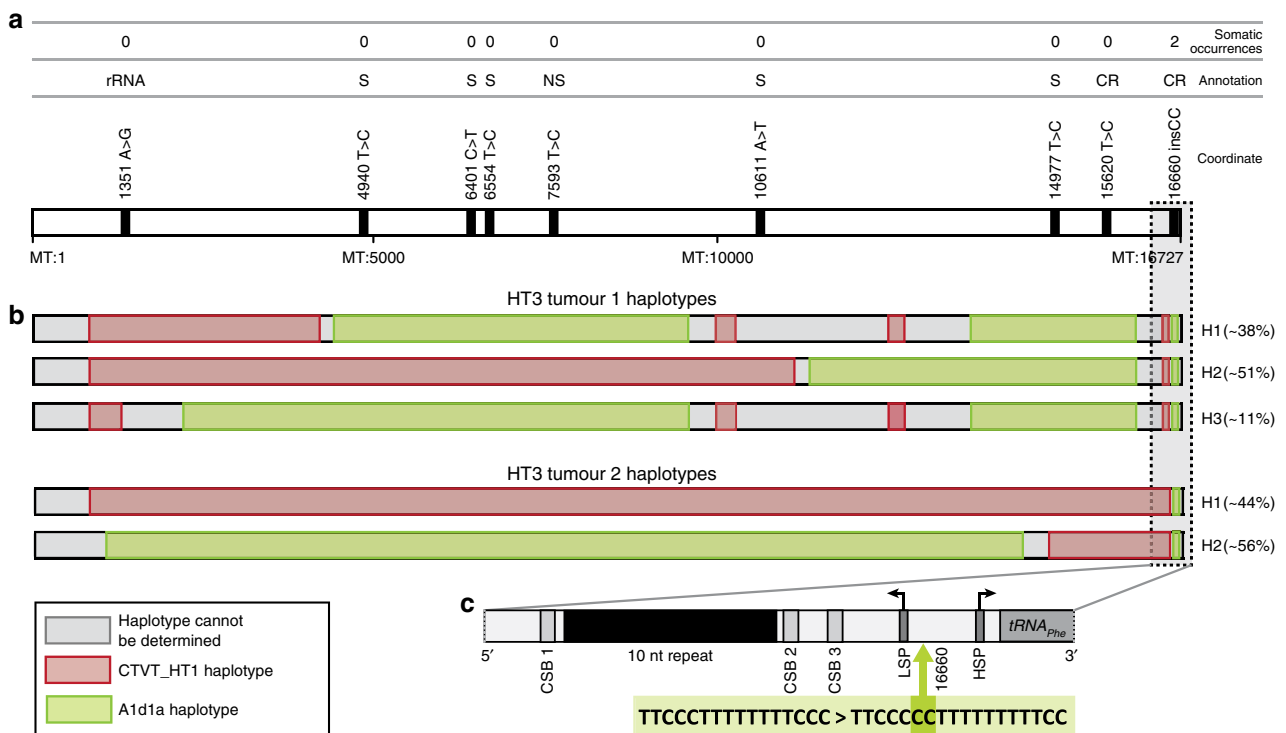 a
0 0 0 0 0 0 0 0 2 Somatic occurrences
rRNA S S S NS S S CR CR Annotation
1351 A>G 4940 T>C 6401 C>T 6554 T>C 7593 T>C 10611 A>T 14977 T>C 15620 T>C 16660 insCC Coordinate
MT:1 MT:5000 MT:10000 MT:16727
b
HT3 tumour 1 haplotypes
H1(~38%)
H2(~51%)
H3(~11%)
HT3 tumour 2 haplotypes
H1(~44%)
H2(~56%)
Haplotype cannot
be determined
CTVT_HT1 haplotype
A1d1a haplotype
c
tRNAPhe
5′ CSB 1 10 nt repeat CSB 2 CSB 3 LSP 16660 HSP 3′
TTCCCTTTTTTTTCCC > TTCCCCCTTTTTTTTTCC